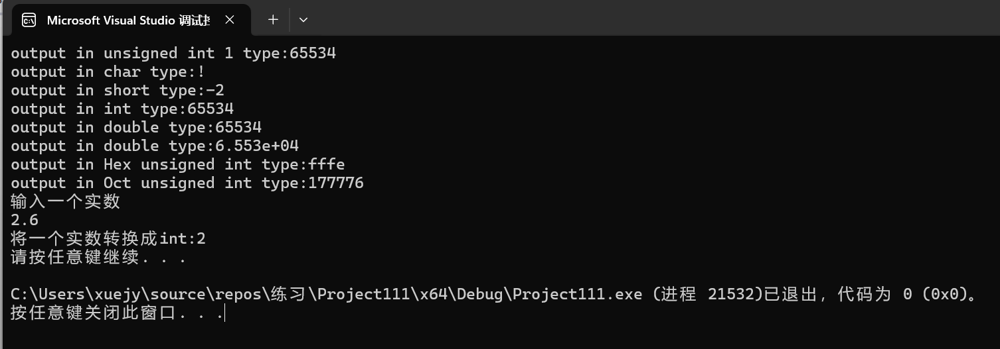 Microsoft Visual Studio 调试
output in unsigned int 1 type:65534
output in char type:!
output in short type:-2
output in int type:65534
output in double type:65534
output in double type:6.553e+04
output in Hex unsigned int type:fffe
output in Oct unsigned int type:177776
输入一个实数
2.6
将一个实数转换成int:2
请按任意键继续. . .
C:\Users\xuejy\source\repos\练习\Project111\x64\Debug\Project111.exe (进程 21532)已退出，代码为 0 (0x0)。
按任意键关闭此窗口. . .